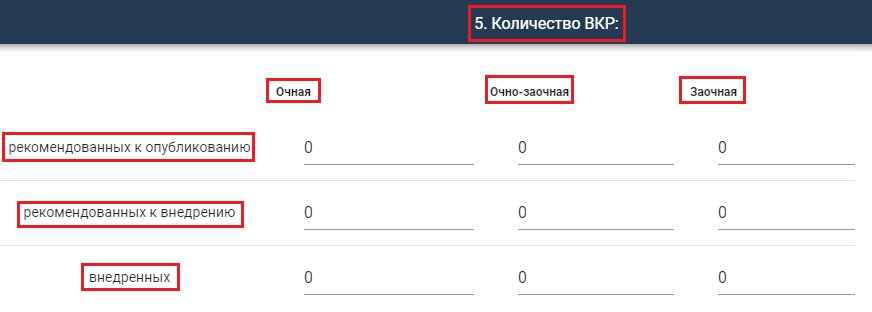 5. Количество ВКР:
Очная Очно-заочная Заочная
рекомендованных к опубликованию 0 0 0
рекомендованных к внедрению 0 0 0
внедренных 0 0 0